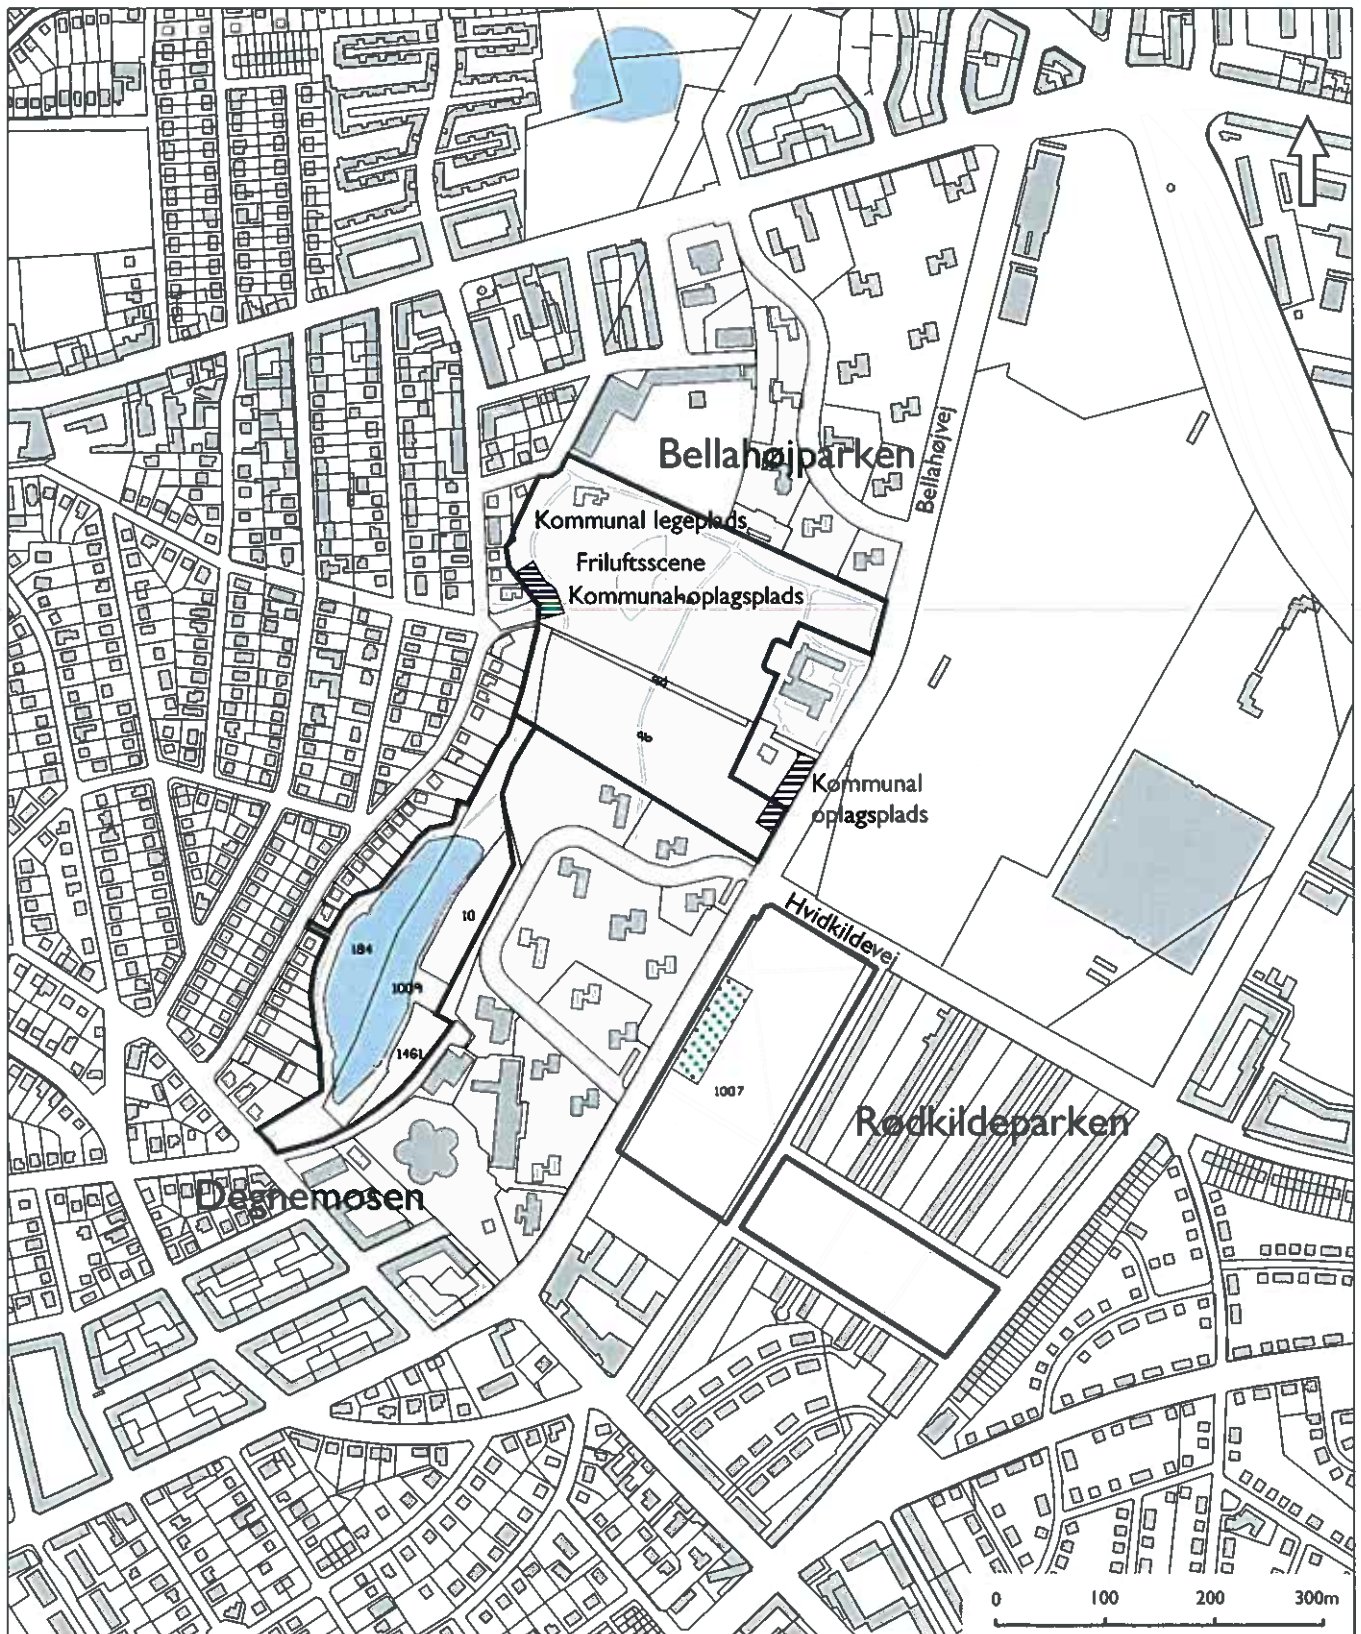 Bellahøjparken
Bellahøjvej
Kommunal legeplads
Friluftsscene
Kommunal oplagsplads
9b
Kommunal
oplagsplads
10
Hvidkildevej
184
1009
1461
1007
Rødkildeparken
Degnemosen
0 100 200 300m